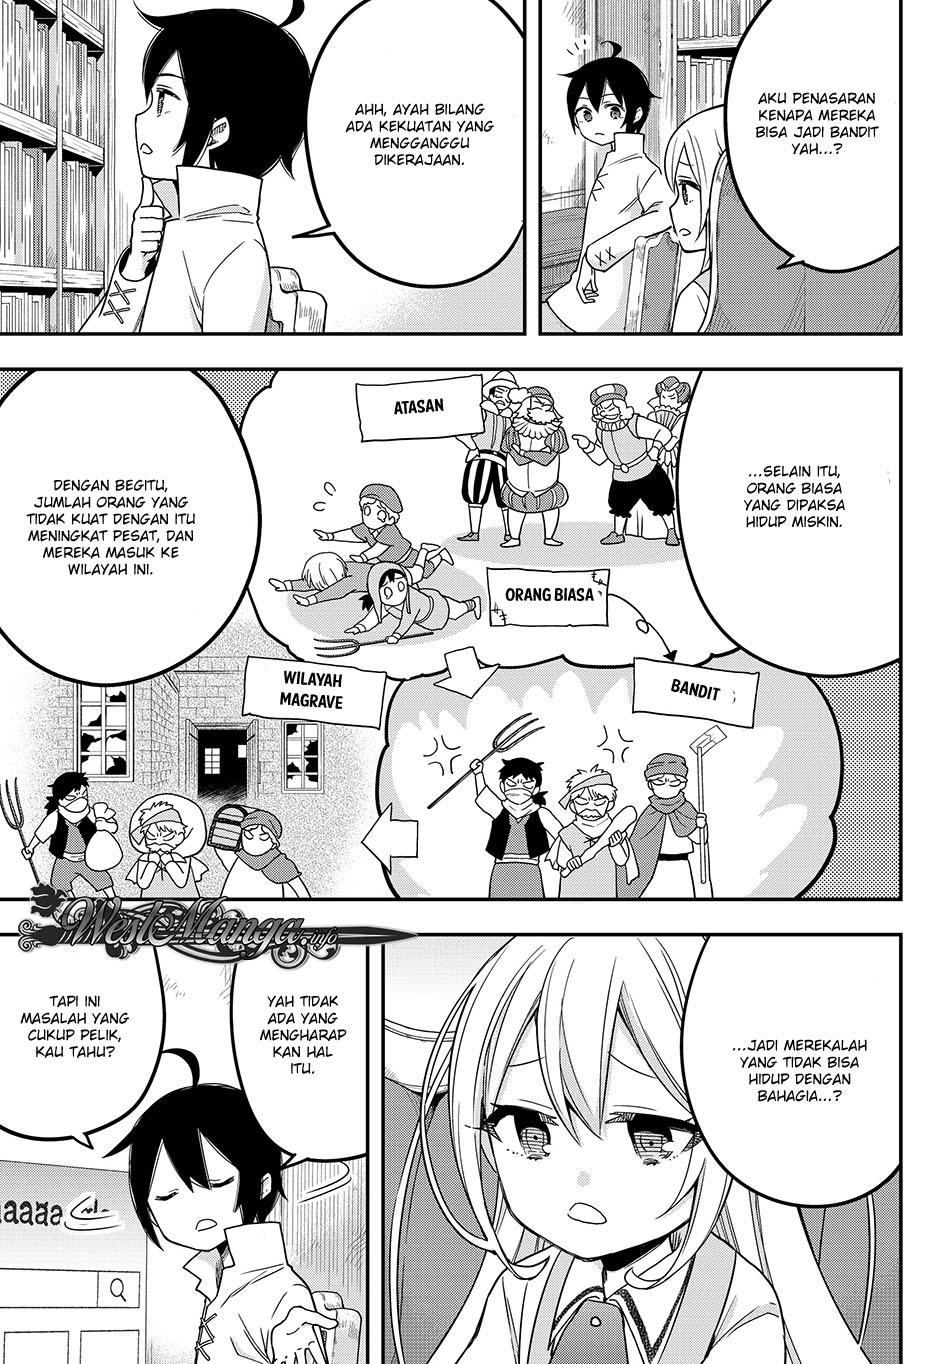 AKU PENASARAN
KENAPA MEREKA
BISA JADI BANDIT
YAH...?
AHH, AYAH BILANG
ADA KEKUATAN YANG
MENGGANGGU
DIKERAJAAN.
...SELAIN ITU,
ORANG BIASA
YANG DIPAKSA
HIDUP MISKIN.
ATASAN
ORANG BIASA
BANDIT
DENGAN BEGITU,
JUMLAH ORANG YANG
TIDAK KUAT DENGAN ITU
MENINGKAT PESAT, DAN
MEREKA MASUK KE
WILAYAH INI.
WILAYAH
MAGRAVE
WestManga.info
...JADI MEREKALAH
YANG TIDAK BISA
HIDUP DENGAN
BAHAGIA...?
YAH TIDAK
ADA YANG
MENGHARAP
KAN HAL
ITU.
TAPI INI
MASALAH YANG
CUKUP PELIK,
KAU TAHU?